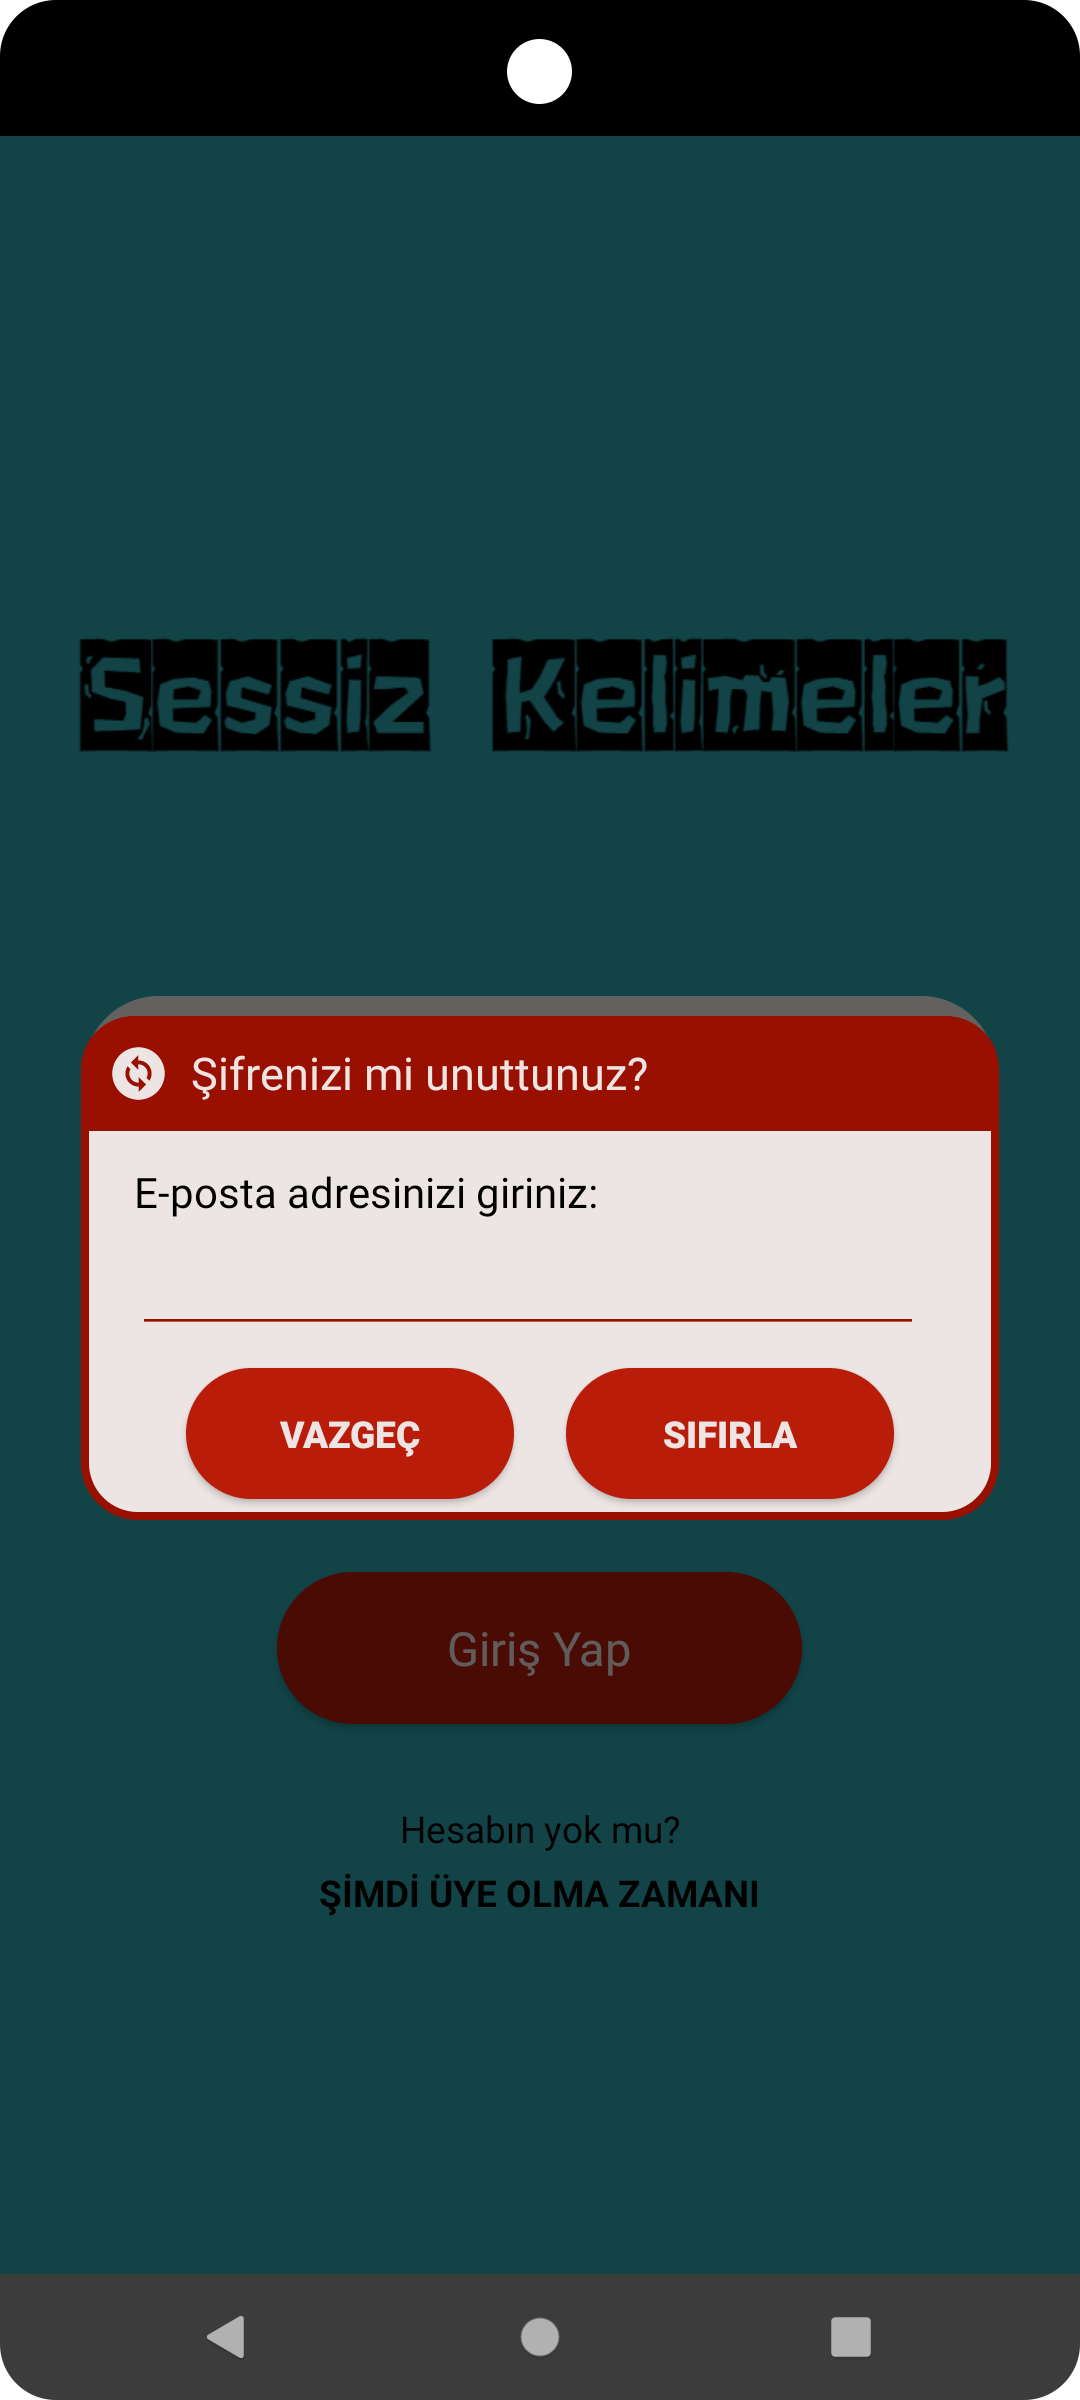 Sessiz Kelimeler
Şifrenizi mi unuttunuz?
E-posta adresinizi giriniz:
VAZGEÇ SIFIRLA
Giriş Yap
Hesabın yok mu?
ŞİMDİ ÜYE OLMA ZAMANI